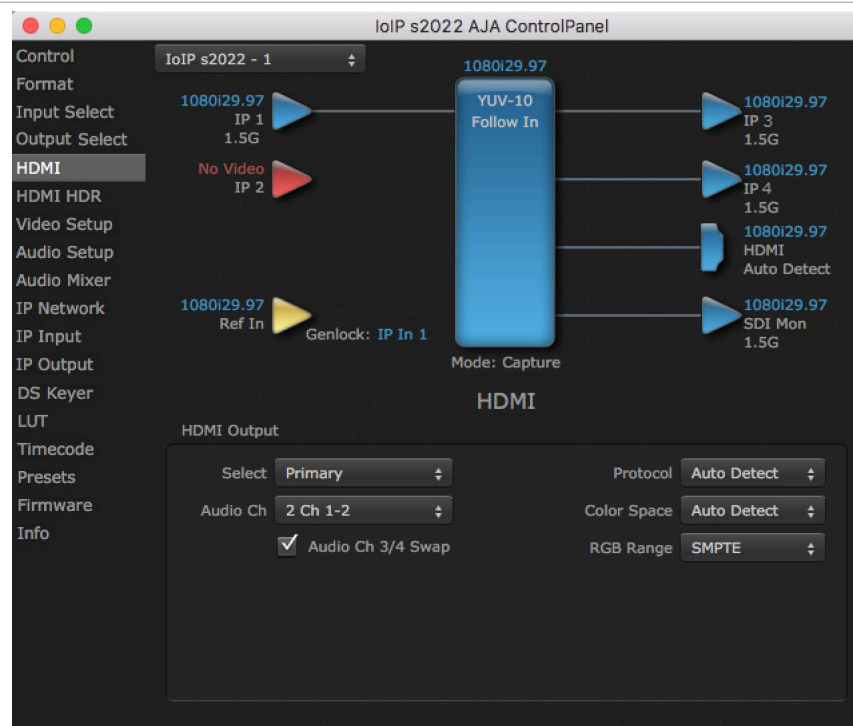 IoIP s2022 AJA ControlPanel
Control
Format
Input Select
Output Select
HDMI
HDMI HDR
Video Setup
Audio Setup
Audio Mixer
IP Network
IP Input
IP Output
DS Keyer
LUT
Timecode
Presets
Firmware
Info
IoIP s2022 - 1
1080i29.97
IP 1
1.5G
No Video
IP 2
1080i29.97
Ref In
Genlock: IP In 1
1080i29.97
YUV-10
Follow In
Mode: Capture
1080i29.97
IP 3
1.5G
1080i29.97
IP 4
1.5G
1080i29.97
HDMI
Auto Detect
1080i29.97
SDI Mon
1.5G
HDMI
HDMI Output
Select Primary
Audio Ch 2 Ch 1-2
Audio Ch 3/4 Swap
Protocol Auto Detect
Color Space Auto Detect
RGB Range SMPTE